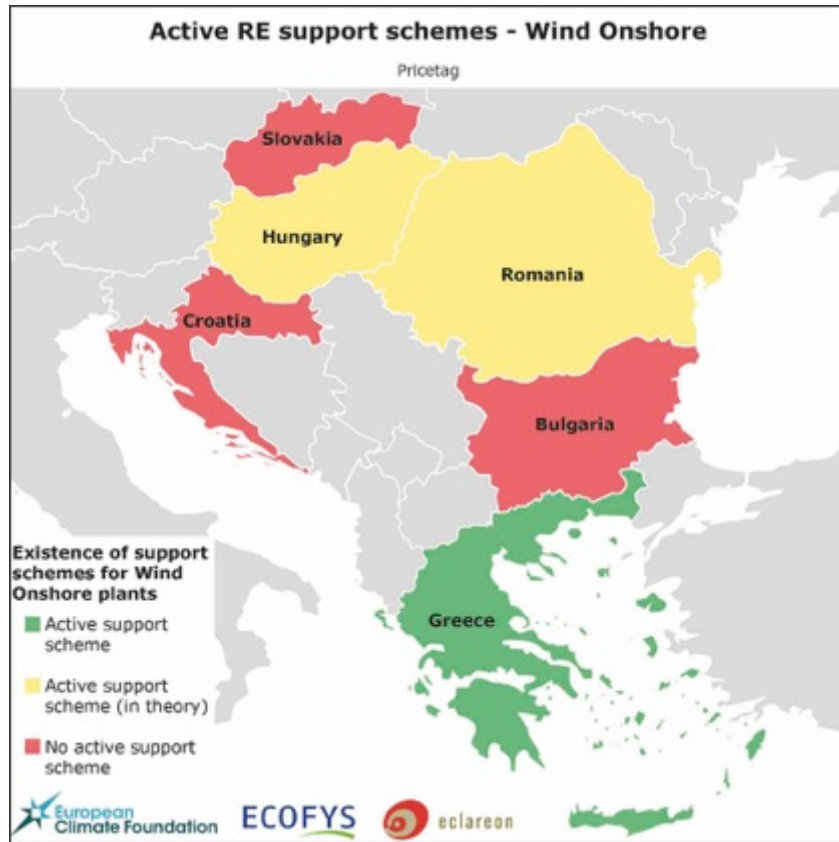 Active RE support schemes - Wind Onshore
Pricetag
Slovakia
Hungary
Romania
Croatia
Bulgaria
Greece
Existence of support
schemes for Wind
Onshore plants
Active support
scheme
Active support
scheme (in theory)
No active support
scheme
European
Climate Foundation
ECOFYS
eclareon